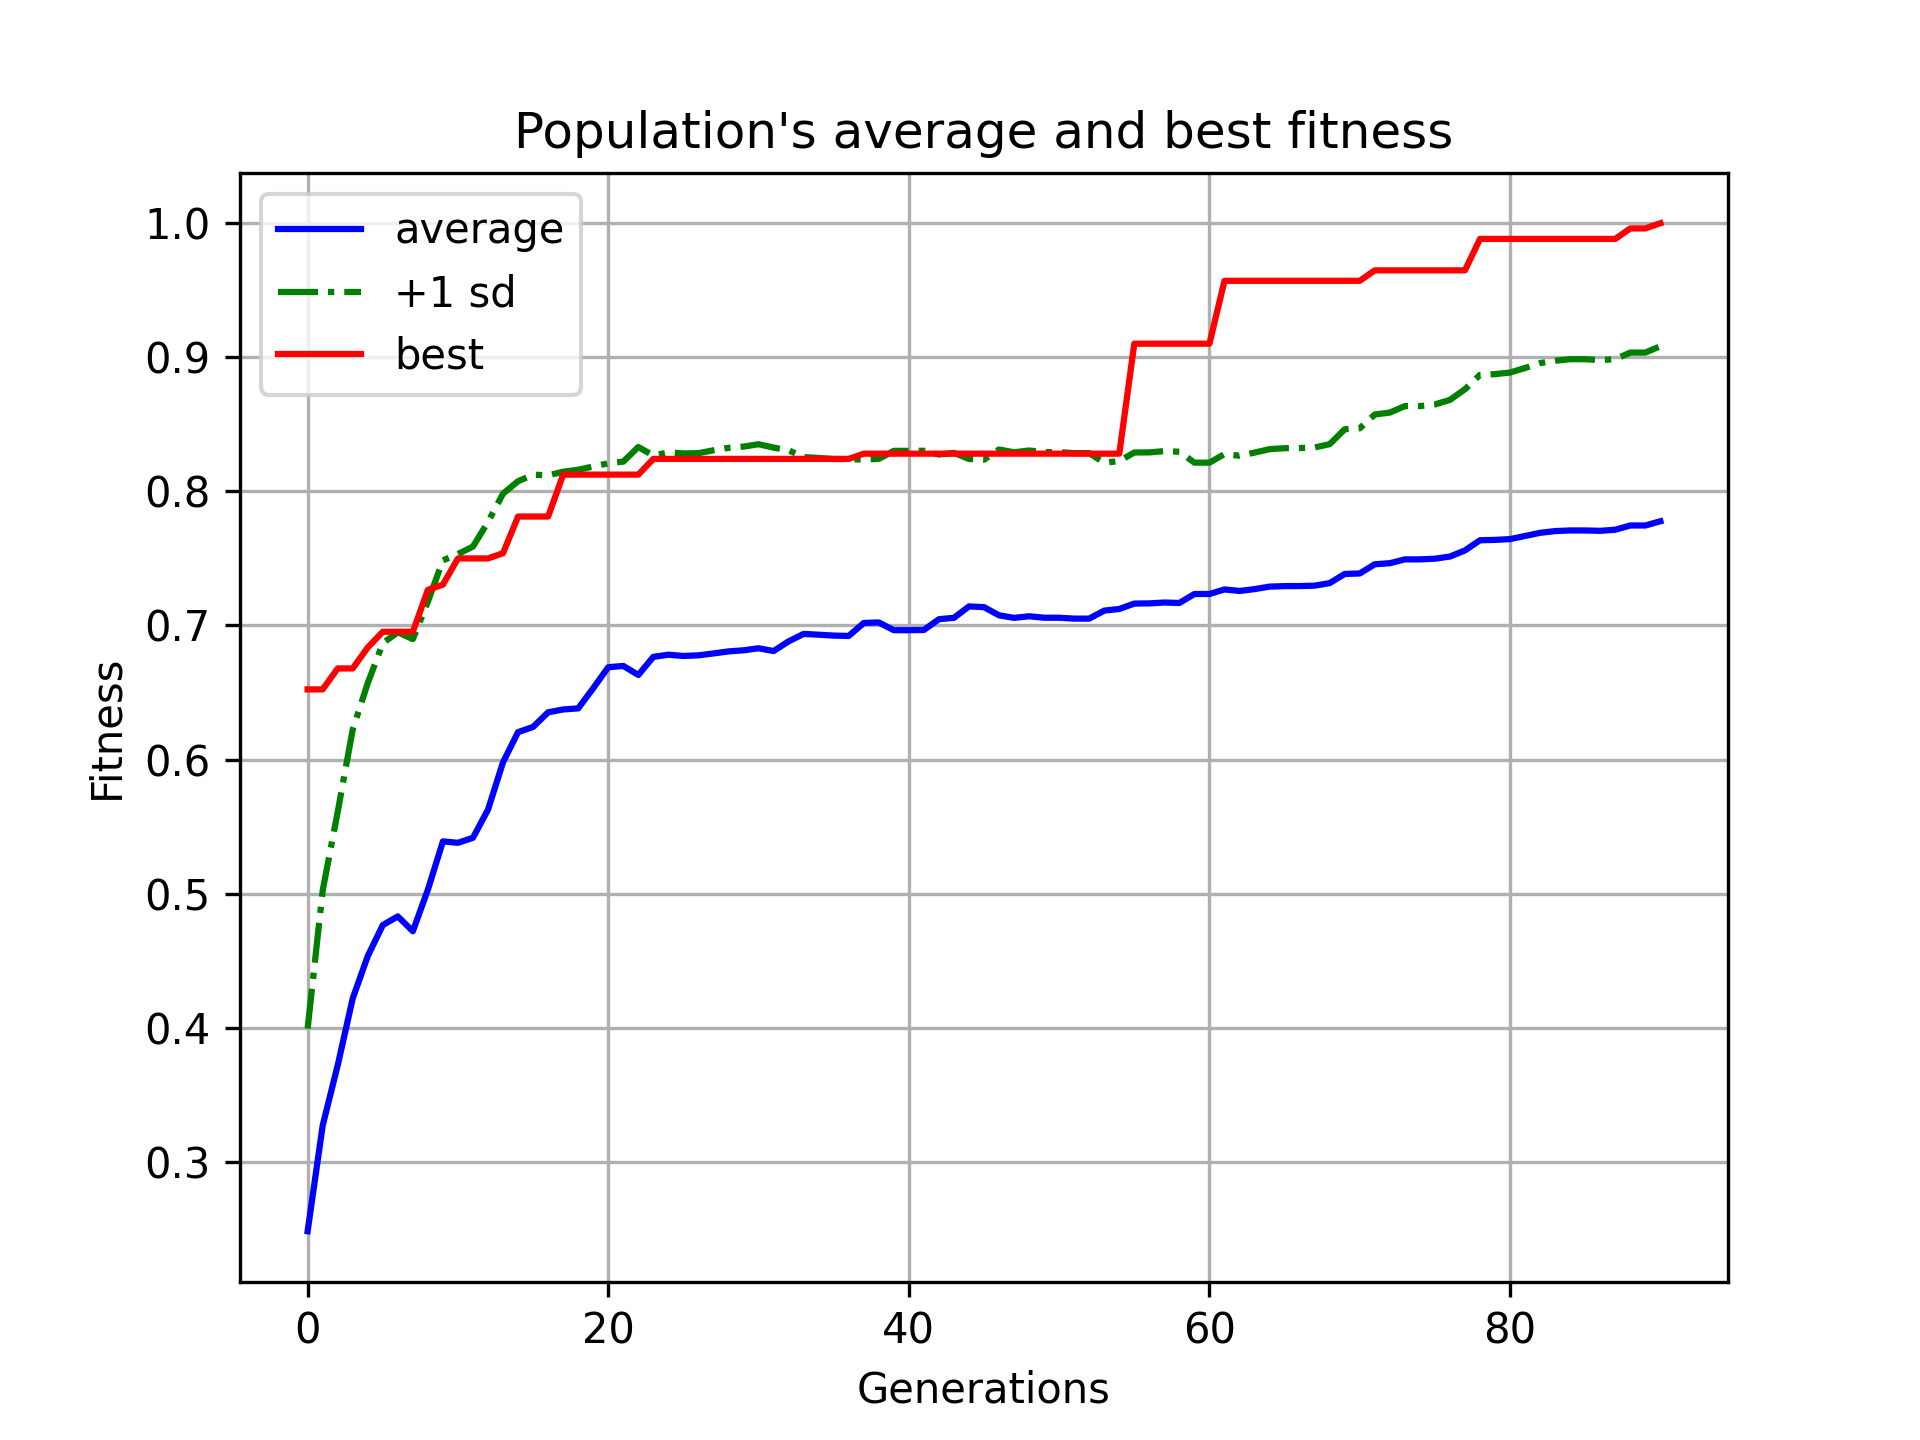 Population's average and best fitness
average
+1 sd
best
1.0
0.9
0.8
0.7
0.6
0.5
0.4
0.3
Fitness
0 20 40 60 80
Generations